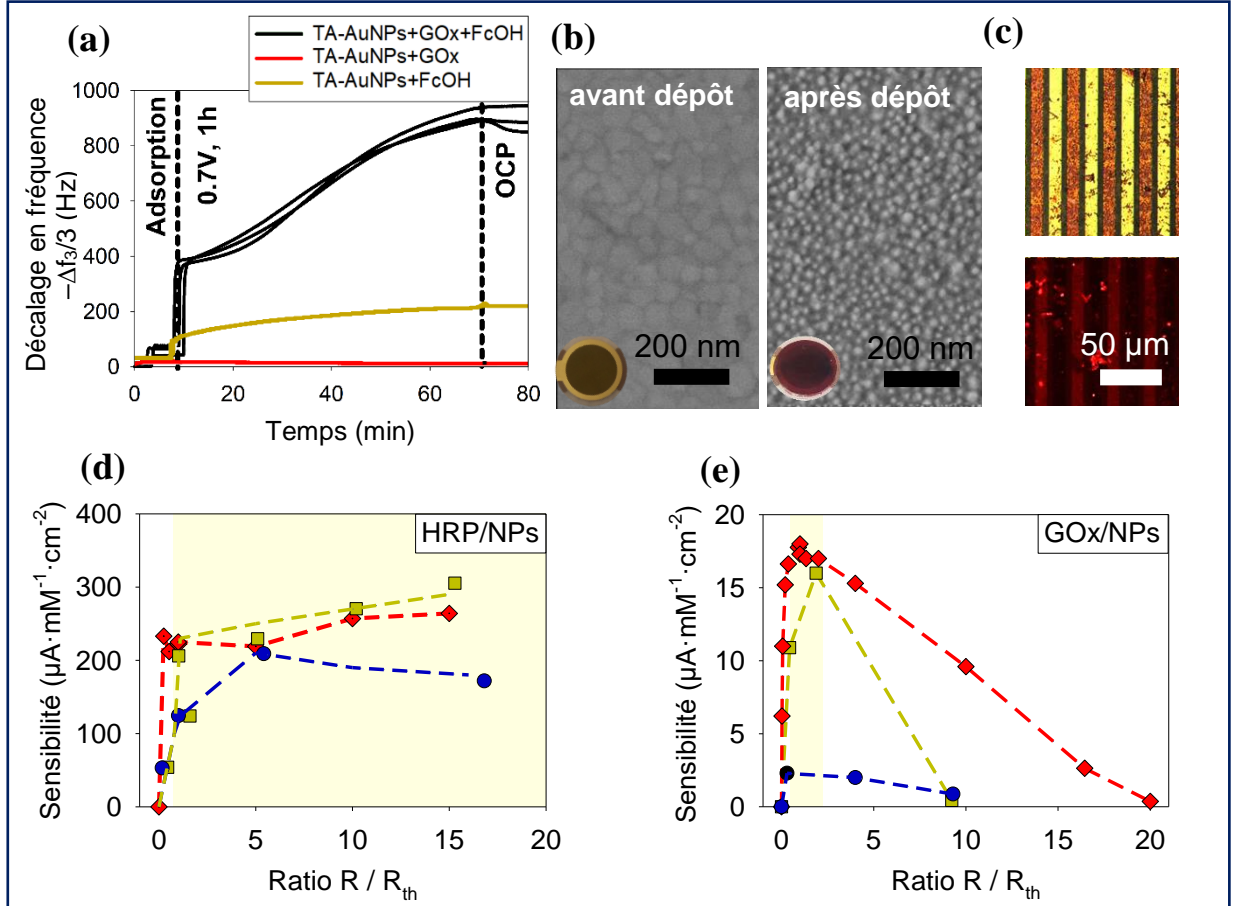 (a)
TA-AuNPs+GOx+FcOH
TA-AuNPs+GOx
TA-AuNPs+FcOH
Décalage en fréquence
−Δf₃/3 (Hz)
1000
800
600
400
200
0
Adsorption
0.7V, 1h
OCP
0 20 40 60 80
Temps (min)
(b)
avant dépôt
200 nm
après dépôt
200 nm
(c)
50 µm
(d)
HRP/NPs
Sensibilité (µA·mM⁻¹·cm⁻²)
400
300
200
100
0
0 5 10 15 20
Ratio R / Rth
(e)
GOx/NPs
Sensibilité (µA·mM⁻¹·cm⁻²)
20
15
10
5
2
0
0 5 10 15 20
Ratio R / Rth